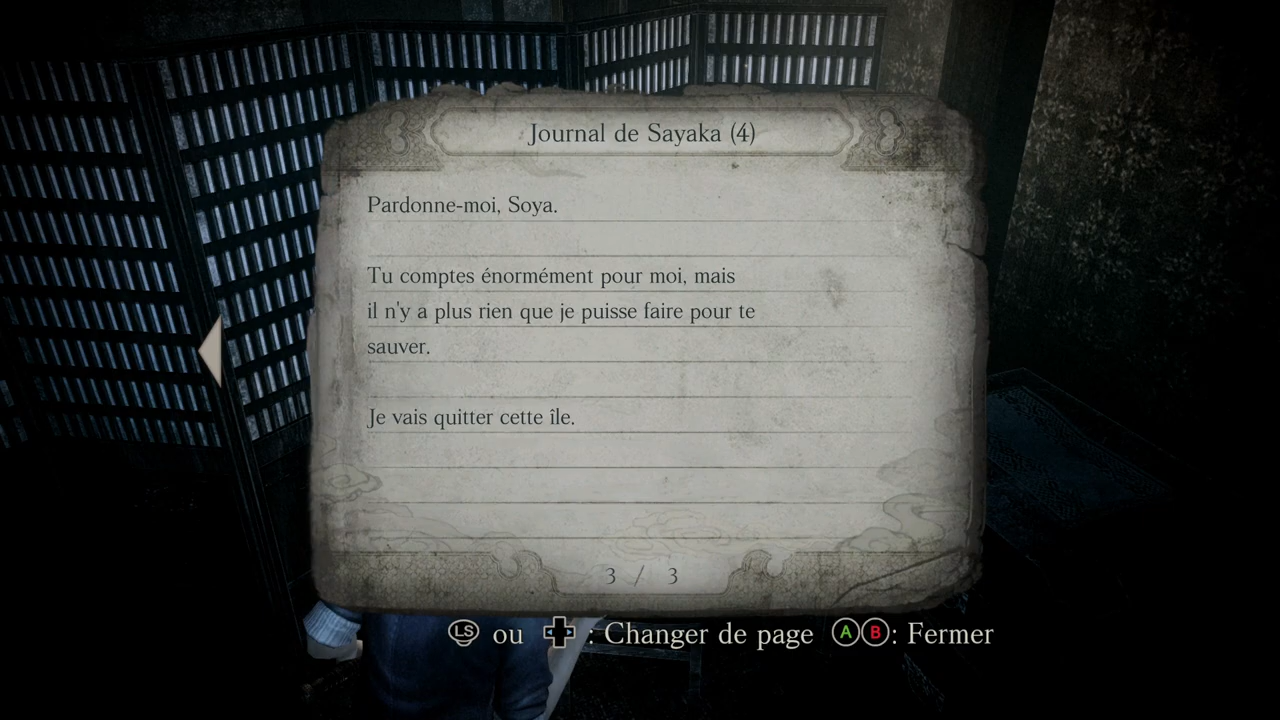 Journal de Sayaka (4)
Pardonne-moi, Soya.
Tu comptes énormément pour moi, mais
il n'y a plus rien que je puisse faire pour te
sauver.
Je vais quitter cette île.
3 / 3
LS ou : Changer de page A B : Fermer